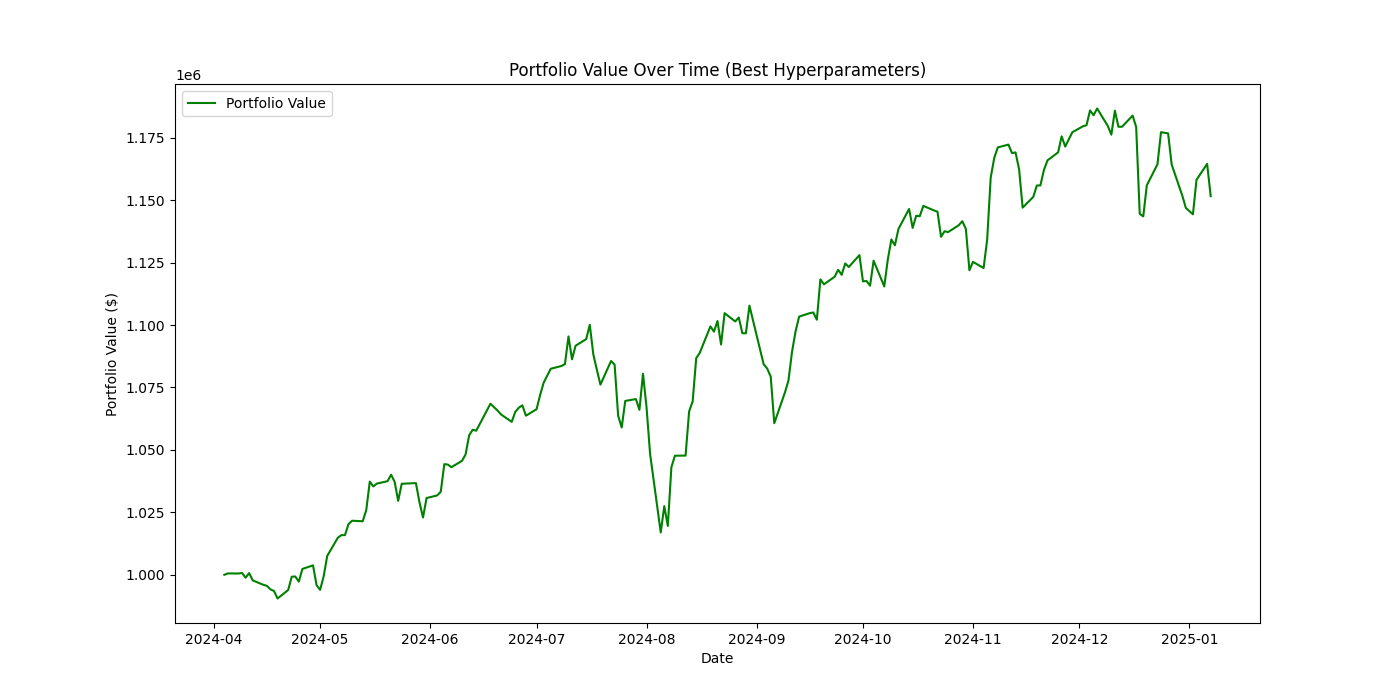 Portfolio Value Over Time (Best Hyperparameters)
1e6
Portfolio Value
1.175
1.150
1.125
1.100
1.075
1.050
1.025
1.000
Portfolio Value ($)
2024-04 2024-05 2024-06 2024-07 2024-08 2024-09 2024-10 2024-11 2024-12 2025-01
Date